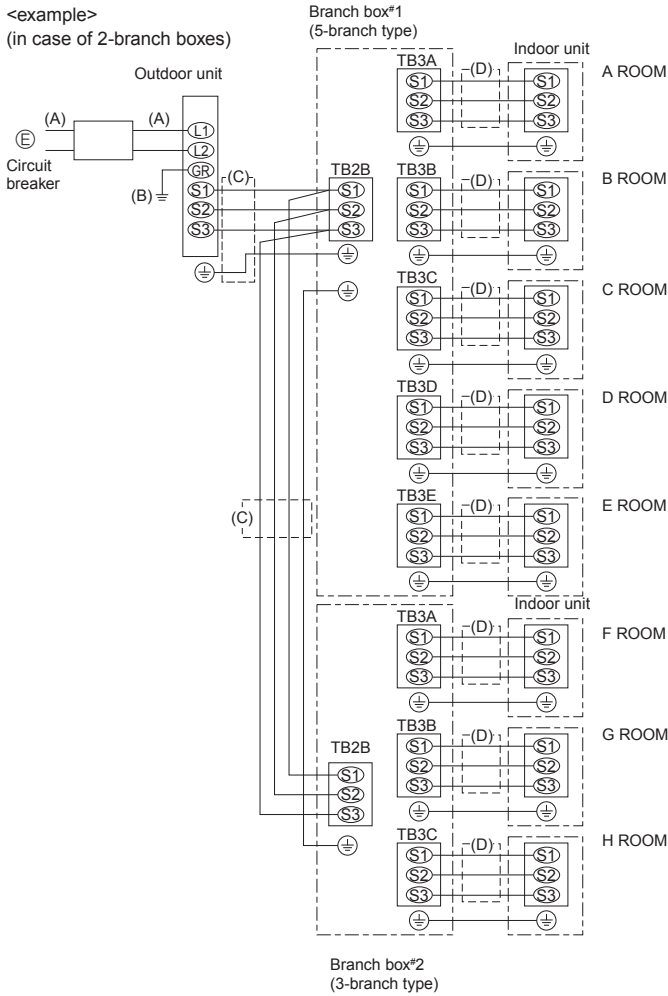 <example>
(in case of 2-branch boxes)
Branch box#1
(5-branch type)
Outdoor unit
(A)
(A)
Ⓔ
Circuit
breaker
L1
L2
GR
S1
S2
S3
(B)
(C)
TB2B
S1
S2
S3
Indoor unit
TB3A
S1
S2
S3
(D)
S1
S2
S3
A ROOM
TB3B
S1
S2
S3
(D)
S1
S2
S3
B ROOM
TB3C
S1
S2
S3
(D)
S1
S2
S3
C ROOM
TB3D
S1
S2
S3
(D)
S1
S2
S3
D ROOM
TB3E
S1
S2
S3
(D)
S1
S2
S3
E ROOM
(C)
Indoor unit
TB3A
S1
S2
S3
(D)
S1
S2
S3
F ROOM
TB2B
S1
S2
S3
TB3B
S1
S2
S3
(D)
S1
S2
S3
G ROOM
TB3C
S1
S2
S3
(D)
S1
S2
S3
H ROOM
Branch box#2
(3-branch type)